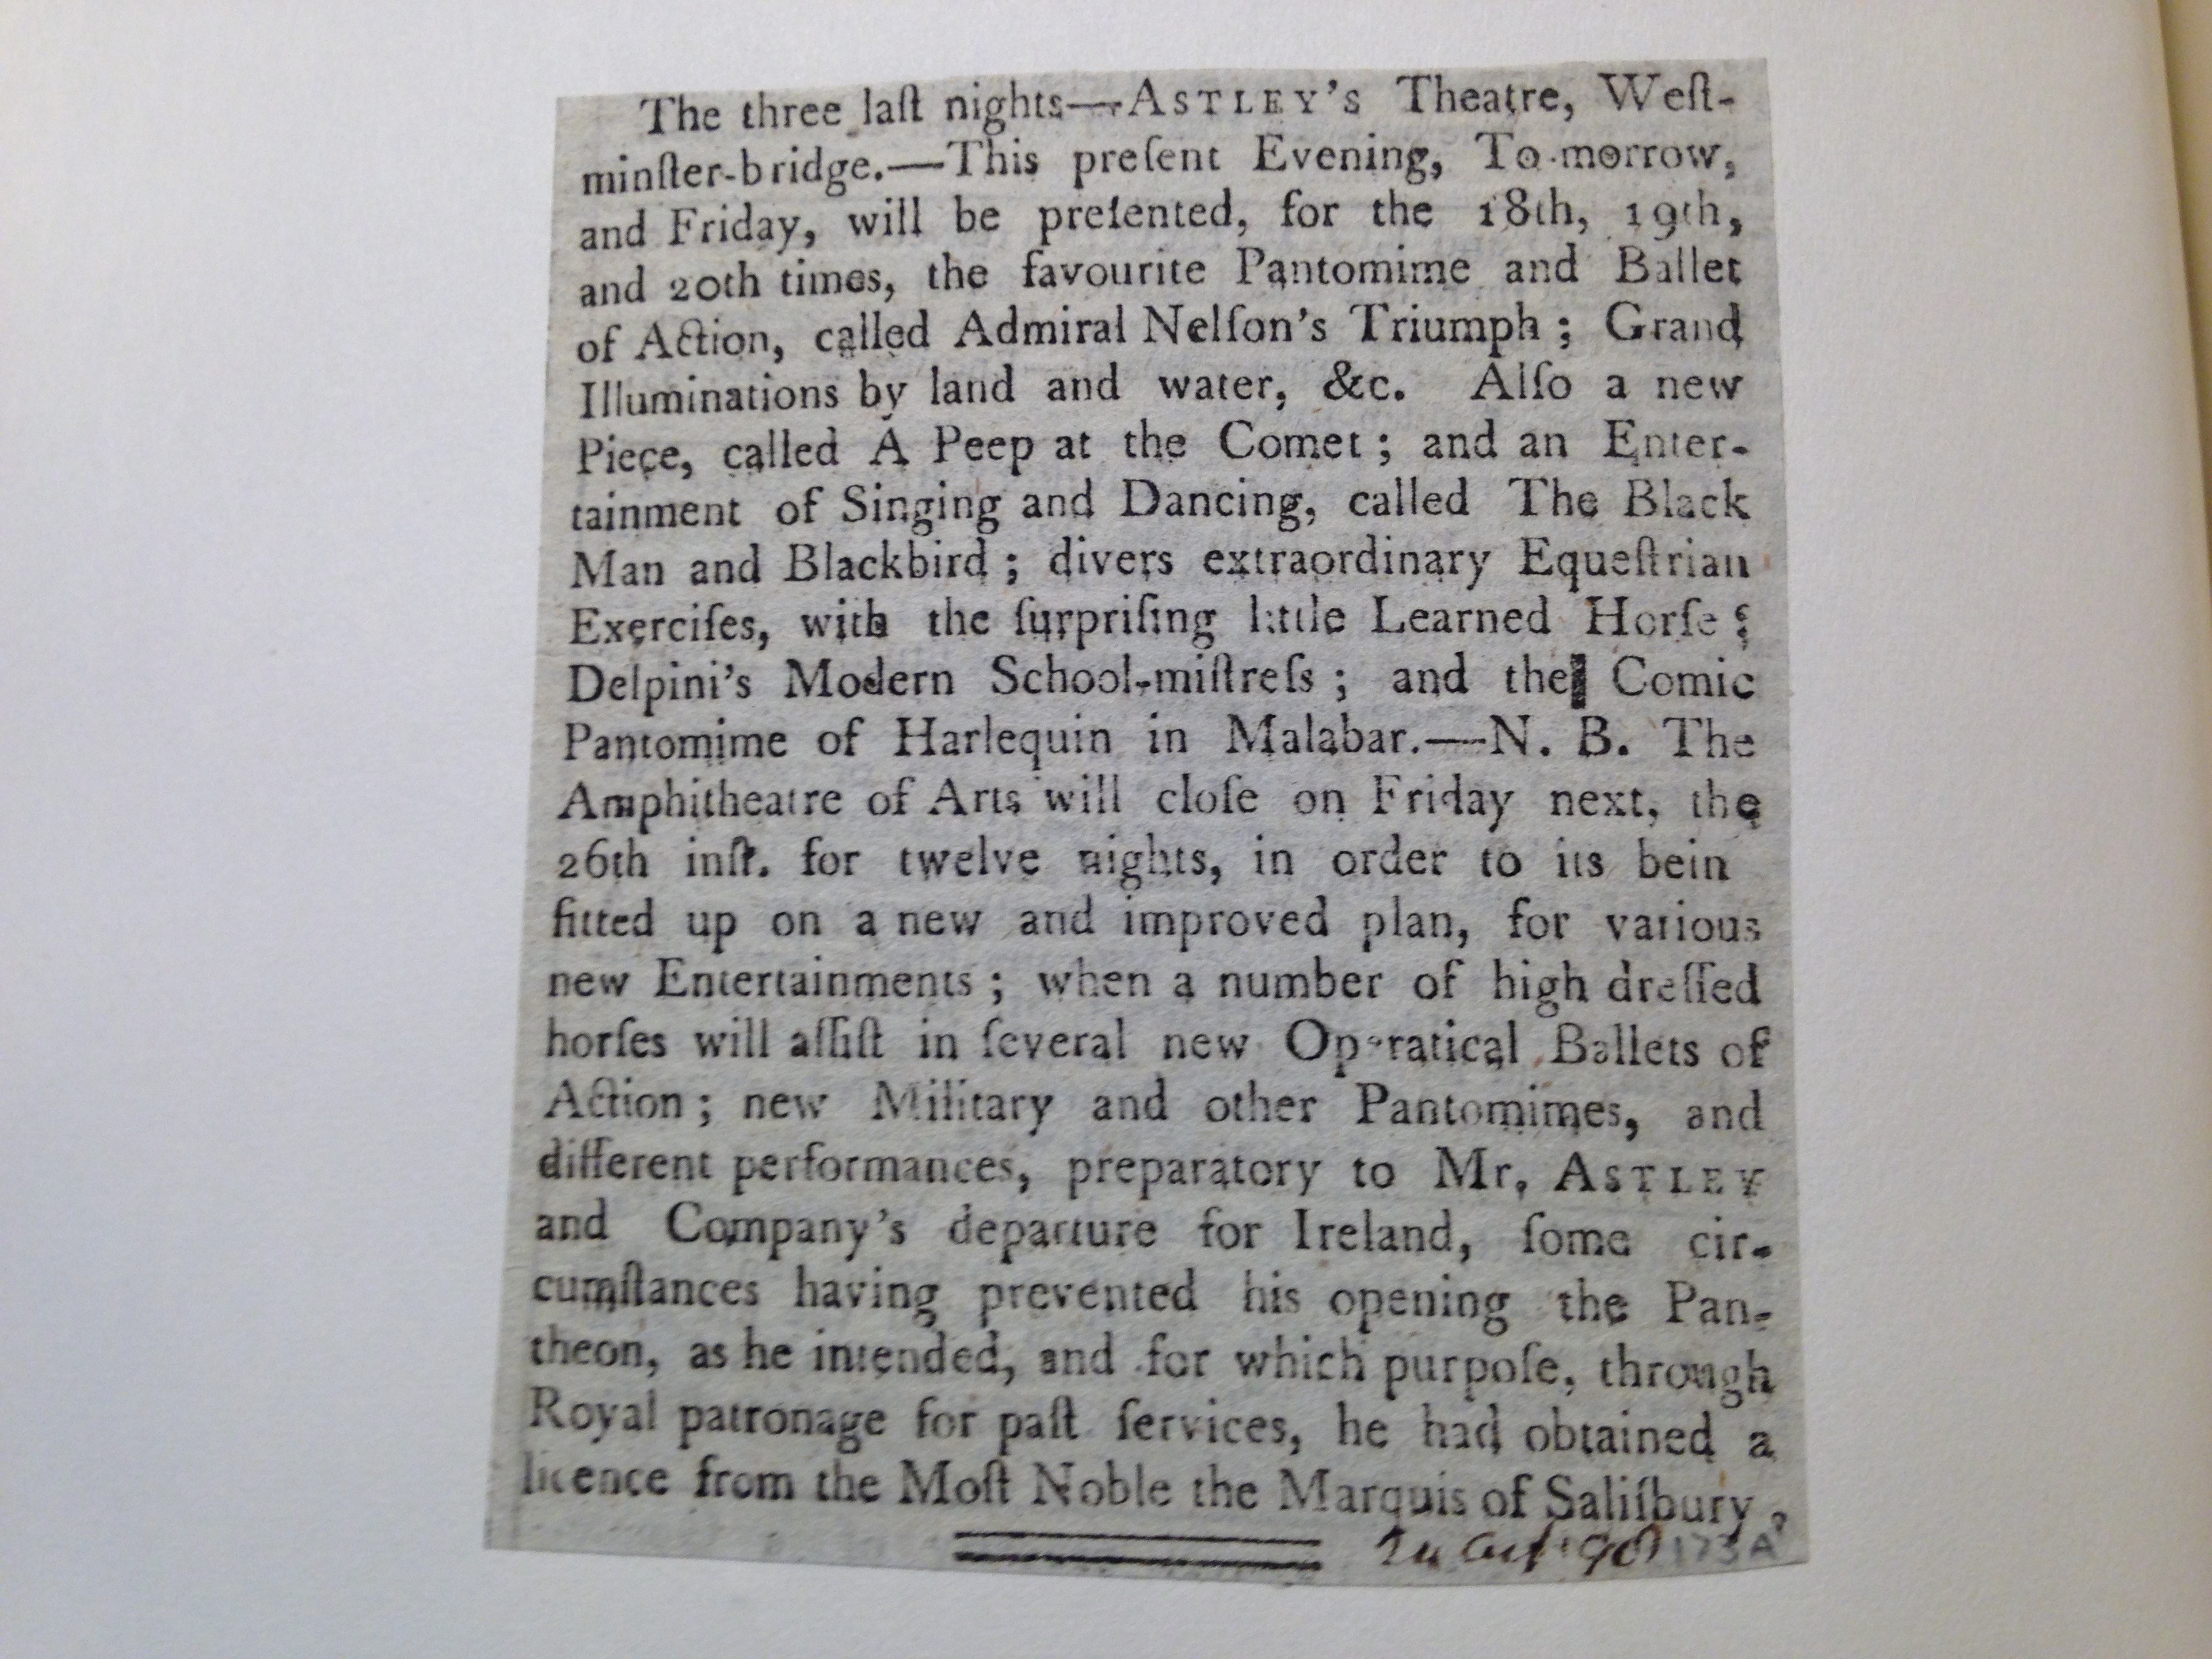 The three laſt nights—ASTLEY'S Theatre, Weſt-
minſter-bridge.—This preſent Evening, To-morrow,
and Friday, will be preſented, for the 18th, 19th,
and 20th times, the favourite Pantomime and Ballet
of Action, called Admiral Nelſon's Triumph; Grand
Illuminations by land and water, &c. Alſo a new
Piece, called A Peep at the Comet; and an Enter-
tainment of Singing and Dancing, called The Black
Man and Blackbird; divers extraordinary Equeſtrian
Exerciſes, with the ſurpriſing little Learned Horſe;
Delpini's Modern School-miſtreſs; and the Comic
Pantomime of Harlequin in Malabar.—N. B. The
Amphitheatre of Arts will cloſe on Friday next, the
26th inſt. for twelve nights, in order to its bein
fitted up on a new and improved plan, for various
new Entertainments; when a number of high dreſſed
horſes will aſſiſt in ſeveral new Operatical Ballets of
Action; new Military and other Pantomimes, and
different performances, preparatory to Mr. ASTLEY
and Company's departure for Ireland, ſome cir-
cumſtances having prevented his opening the Pan-
theon, as he intended, and for which purpoſe, through
Royal patronage for paſt ſervices, he had obtained a
licence from the Moſt Noble the Marquis of Saliſbury,
173A